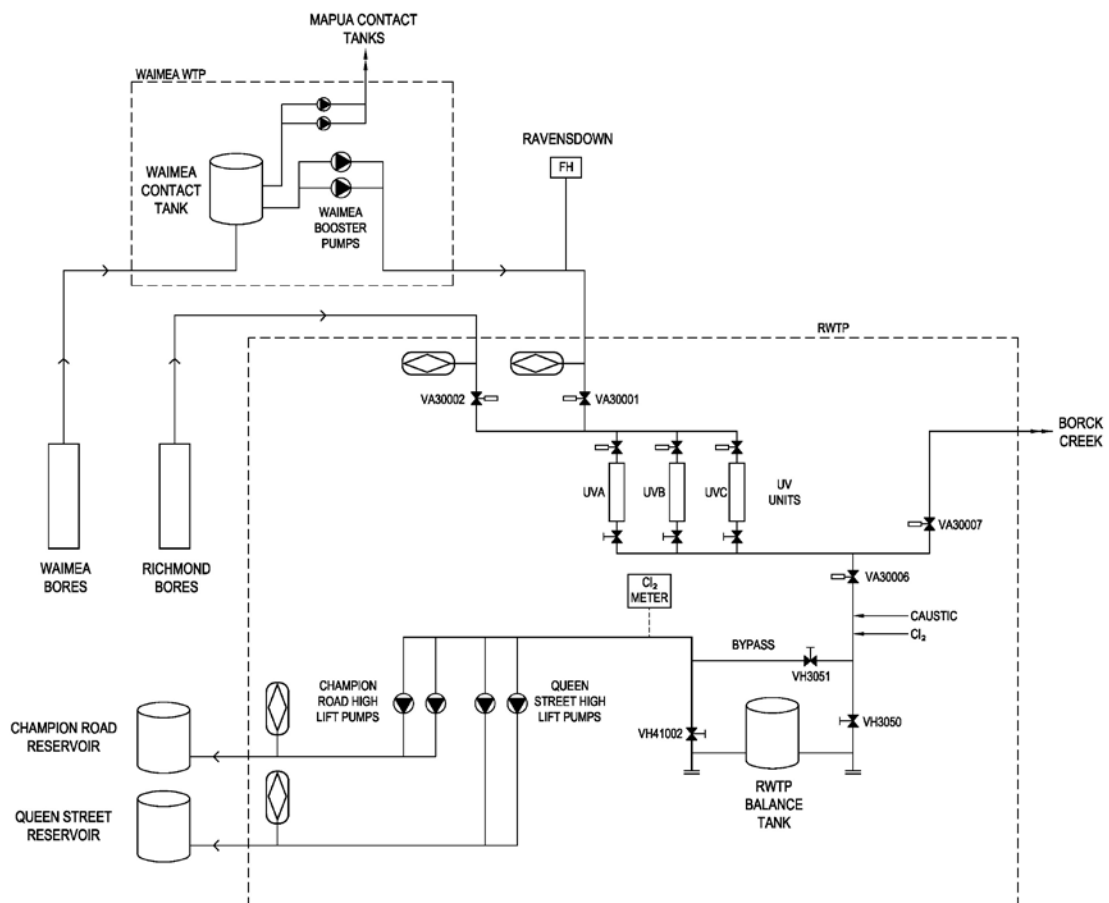 MAPUA CONTACT
TANKS
WAIMEA WTP
RAVENSDOWN
FH
WAIMEA
CONTACT
TANK
WAIMEA
BOOSTER
PUMPS
RWTP
VA30002
VA30001
BORCK
CREEK
UVA
UVB
UVC
UV
UNITS
VA30007
WAIMEA
BORES
RICHMOND
BORES
VA30006
Cl₂
METER
CAUSTIC
Cl₂
BYPASS
VH3051
CHAMPION
ROAD HIGH
LIFT PUMPS
QUEEN
STREET HIGH
LIFT PUMPS
CHAMPION ROAD
RESERVOIR
VH41002
VH3050
RWTP
BALANCE
TANK
QUEEN STREET
RESERVOIR